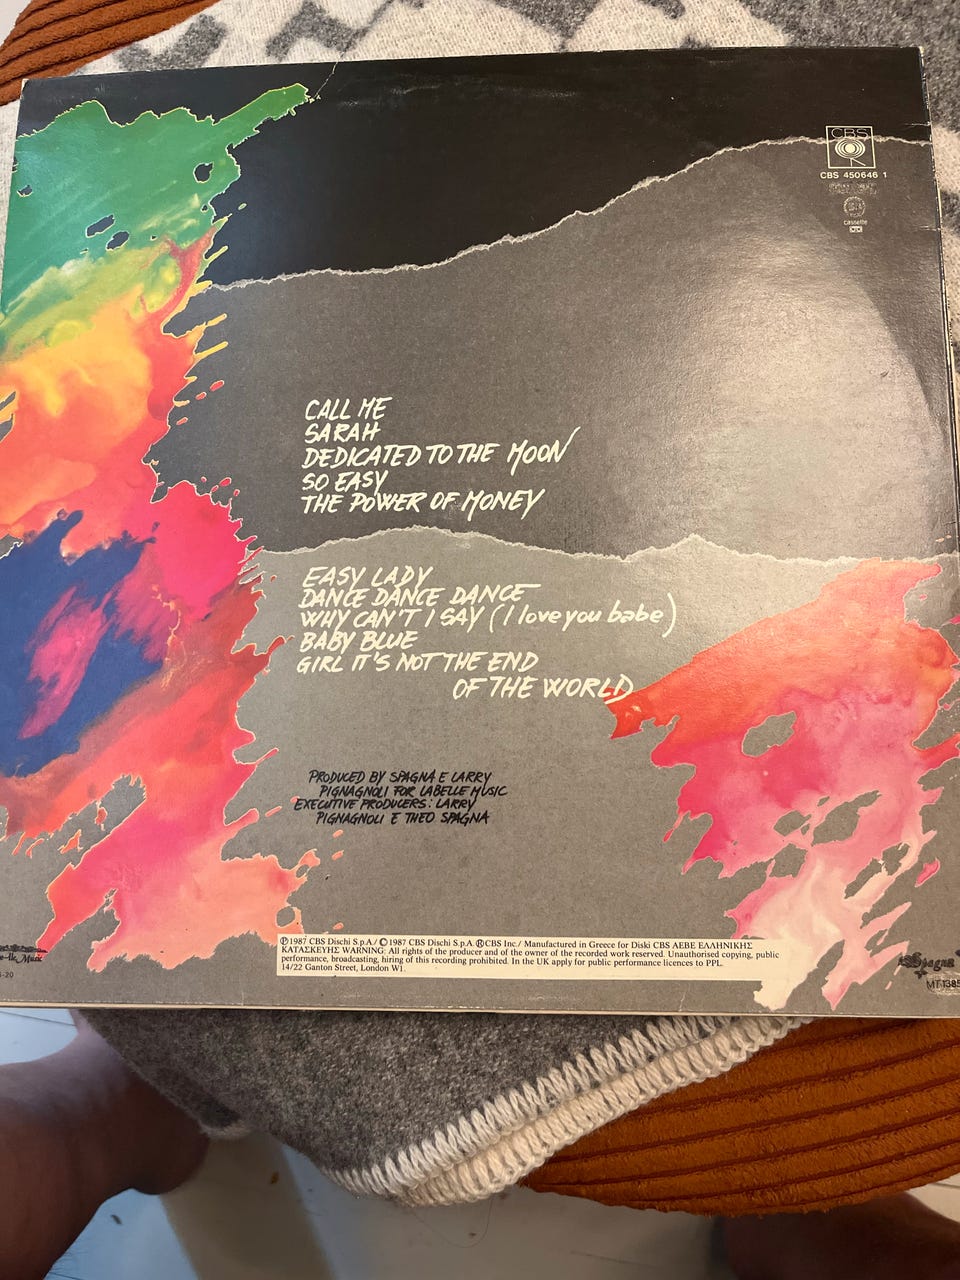 CBS
CBS 450646 1
cassette
CALL ME
SARAH
DEDICATED TO THE MOON
SO EASY
THE POWER OF MONEY
EASY LADY
DANCE DANCE DANCE
WHY CAN'T I SAY (I love you babe)
BABY BLUE
GIRL IT'S NOT THE END
OF THE WORLD
PRODUCED BY SPAGNA E LARRY
PIGNAGNOLI FOR LABELLE MUSIC
EXECUTIVE PRODUCERS: LARRY
PIGNAGNOLI E THEO SPAGNA
Ⓟ1987 CBS Dischi S.p.A./©1987 CBS Dischi S.p.A. ®CBS Inc./ Manufactured in Greece for Diski CBS AEBE ΕΛΛΗΝΙΚΗΣ
ΚΑΤΑΣΚΕΥΗΣ WARNING: All rights of the producer and of the owner of the recorded work reserved. Unauthorised copying, public
performance, broadcasting, hiring of this recording prohibited. In the UK apply for public performance licences to PPL,
14/22 Ganton Street, London W1.
Music
-20
Spagna
MT1385